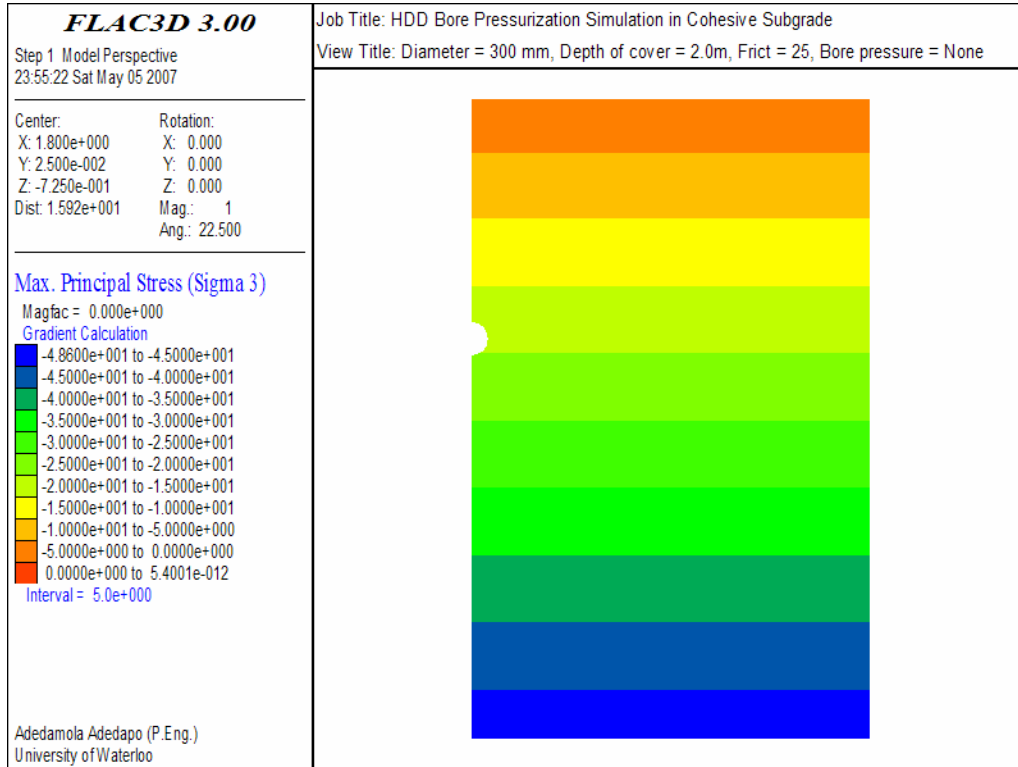 FLAC3D 3.00
Step 1 Model Perspective
23:55:22 Sat May 05 2007
Center:
X: 1.800e+000
Y: 2.500e-002
Z: -7.250e-001
Dist: 1.592e+001
Rotation:
X: 0.000
Y: 0.000
Z: 0.000
Mag.: 1
Ang.: 22.500
Max. Principal Stress (Sigma 3)
Magfac = 0.000e+000
Gradient Calculation
-4.8600e+001 to -4.5000e+001
-4.5000e+001 to -4.0000e+001
-4.0000e+001 to -3.5000e+001
-3.5000e+001 to -3.0000e+001
-3.0000e+001 to -2.5000e+001
-2.5000e+001 to -2.0000e+001
-2.0000e+001 to -1.5000e+001
-1.5000e+001 to -1.0000e+001
-1.0000e+001 to -5.0000e+000
-5.0000e+000 to 0.0000e+000
0.0000e+000 to 5.4001e-012
Interval = 5.0e+000
Adedamola Adedapo (P.Eng.)
University of Waterloo
Job Title: HDD Bore Pressurization Simulation in Cohesive Subgrade
View Title: Diameter = 300 mm, Depth of cover = 2.0m, Frict = 25, Bore pressure = None